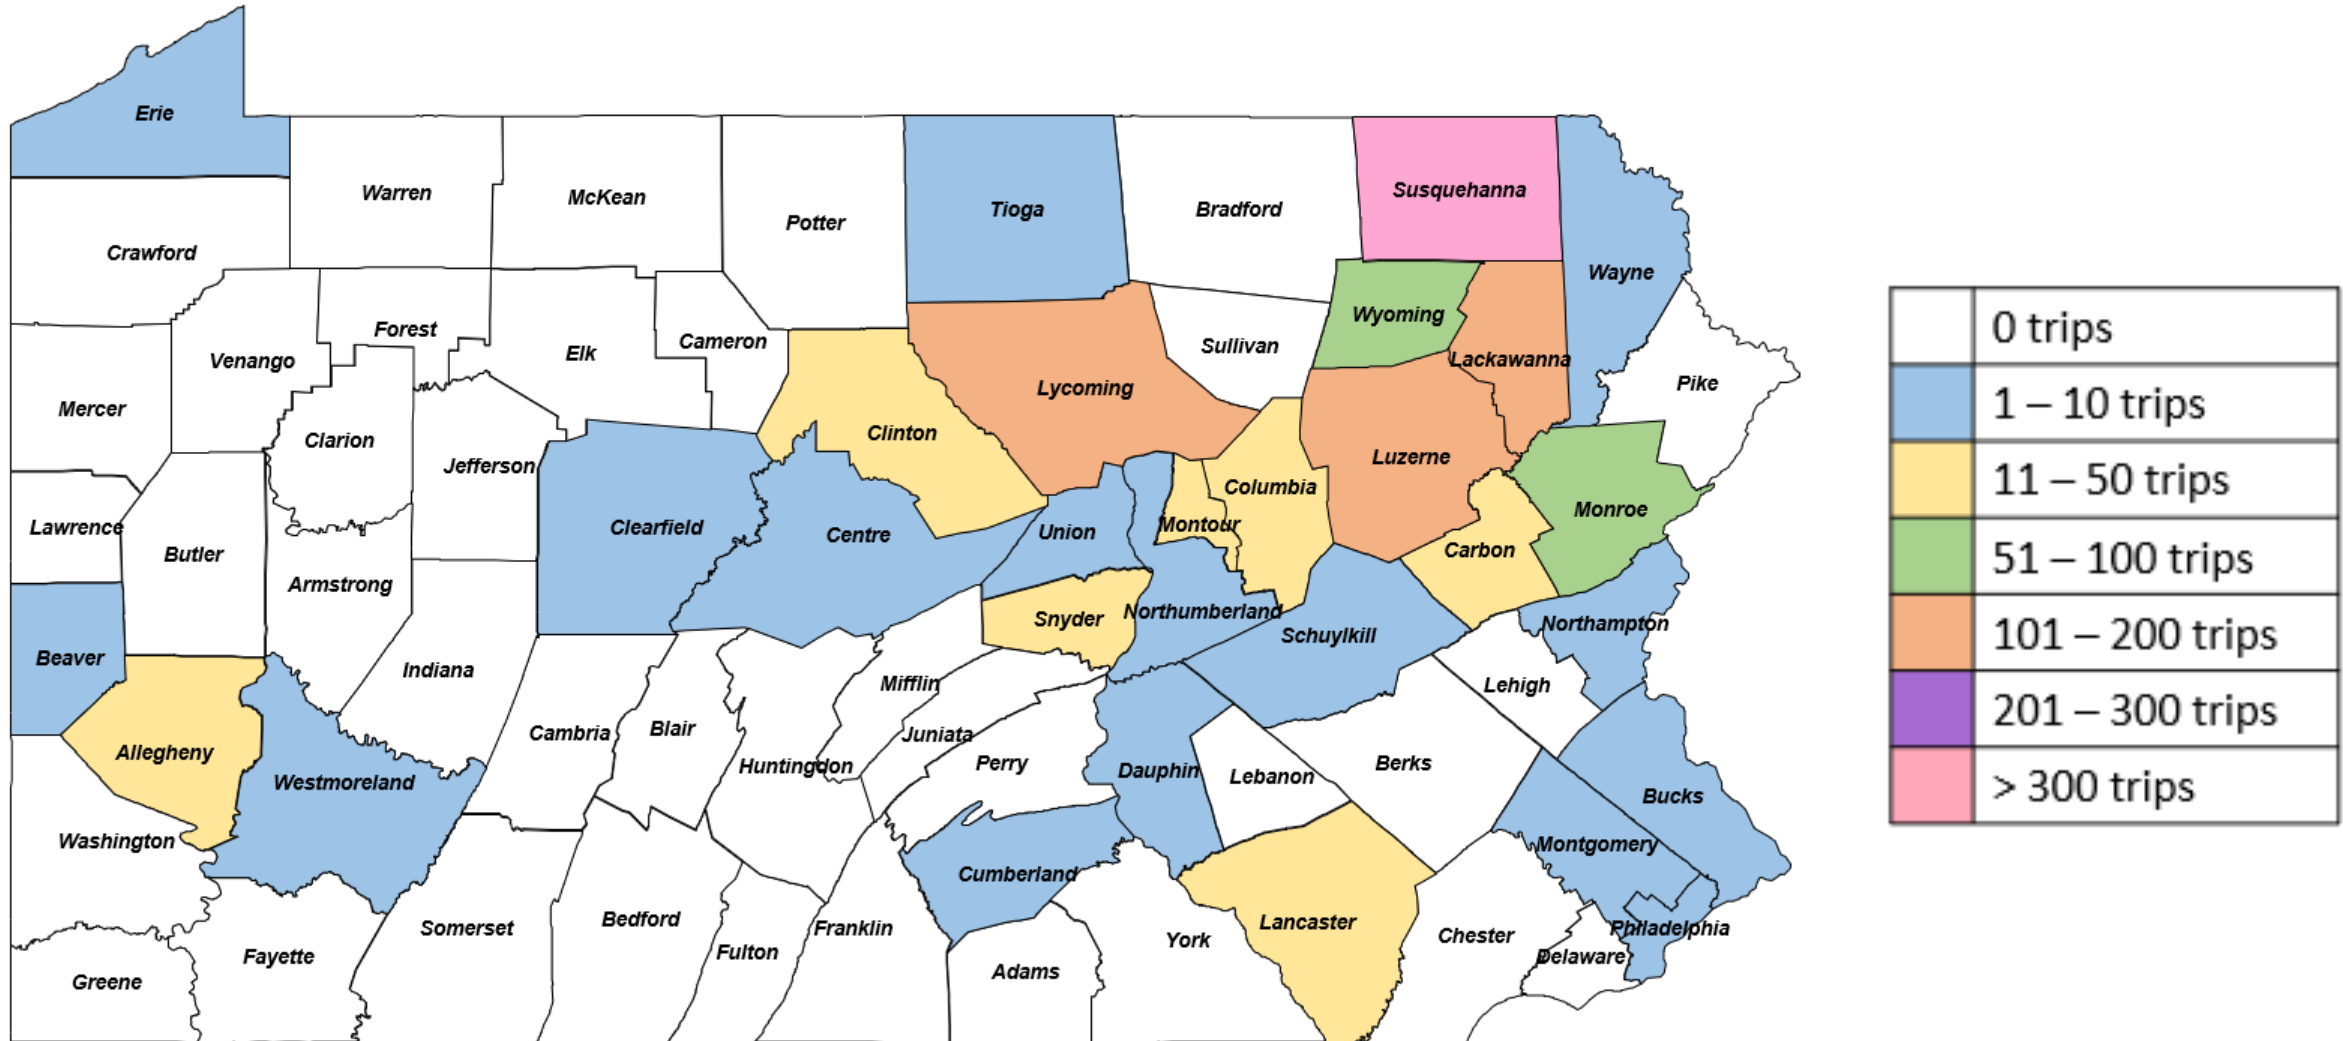 Erie
Warren
McKean
Potter
Tioga
Bradford
Susquehanna
Wayne
Crawford
Venango
Forest
Elk
Cameron
Sullivan
Wyoming
Lackawanna
Pike
Mercer
Clarion
Jefferson
Clinton
Lycoming
Luzerne
Columbia
Montour
Monroe
Lawrence
Butler
Armstrong
Clearfield
Centre
Union
Carbon
Snyder
Northumberland
Schuylkill
Northampton
Beaver
Indiana
Mifflin
Lehigh
Allegheny
Westmoreland
Cambria
Blair
Huntingdon
Juniata
Perry
Dauphin
Lebanon
Berks
Bucks
Washington
Cumberland
Montgomery
Greene
Fayette
Somerset
Bedford
Fulton
Franklin
Adams
York
Lancaster
Chester
Delaware
Philadelphia
0 trips
1 – 10 trips
11 – 50 trips
51 – 100 trips
101 – 200 trips
201 – 300 trips
> 300 trips